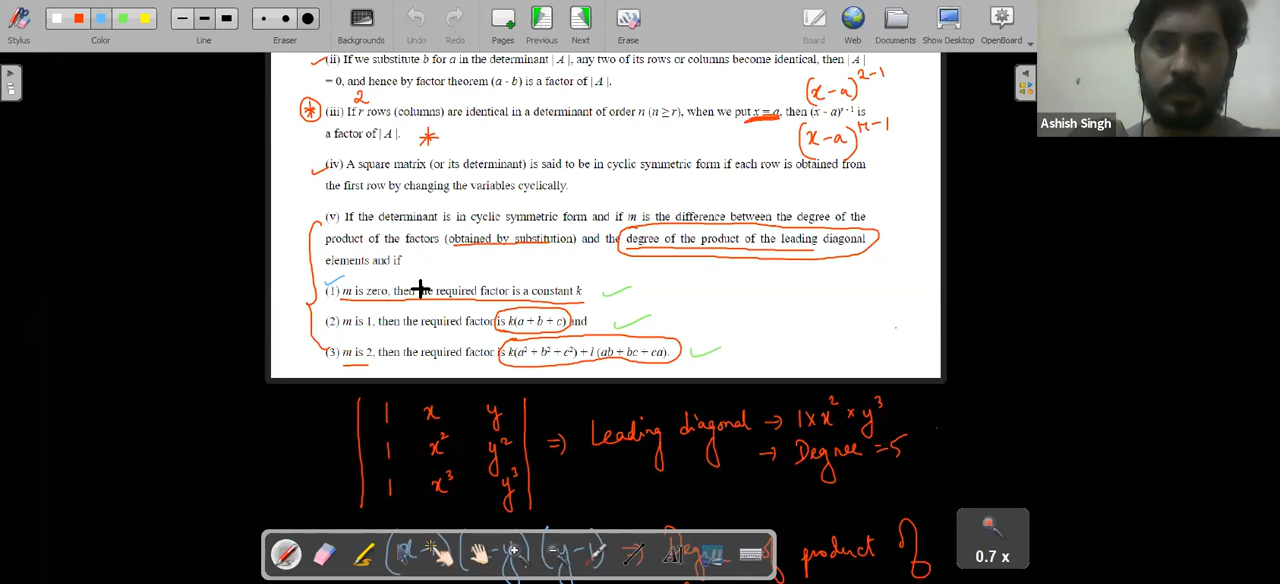 Stylus Color Line Eraser Backgrounds Undo Redo Pages Previous Next Erase Board Web Documents Show Desktop OpenBoard
Ashish Singh
(ii) If we substitute b for a in the determinant | A |, any two of its rows or columns become identical, then | A |
= 0, and hence by factor theorem (a - b) is a factor of | A |.
(x-a)^{2-1}
2
(iii) If r rows (columns) are identical in a determinant of order n (n ≥ r), when we put x = a, then (x - a)^{r - 1} is
a factor of | A |.
(x-a)^{r-1}
(iv) A square matrix (or its determinant) is said to be in cyclic symmetric form if each row is obtained from
the first row by changing the variables cyclically.
(v) If the determinant is in cyclic symmetric form and if m is the difference between the degree of the
product of the factors (obtained by substitution) and the degree of the product of the leading diagonal
elements and if
(1) m is zero, then the required factor is a constant k
(2) m is 1, then the required factor is k(a + b + c) and
(3) m is 2, then the required factor is k(a² + b² + c²) + l (ab + bc + ca).
1 x y
1 x² y²
1 x³ y³
⇒ Leading diagonal → 1 × x² × y³
→ Degree = 5
product of
0.7 x